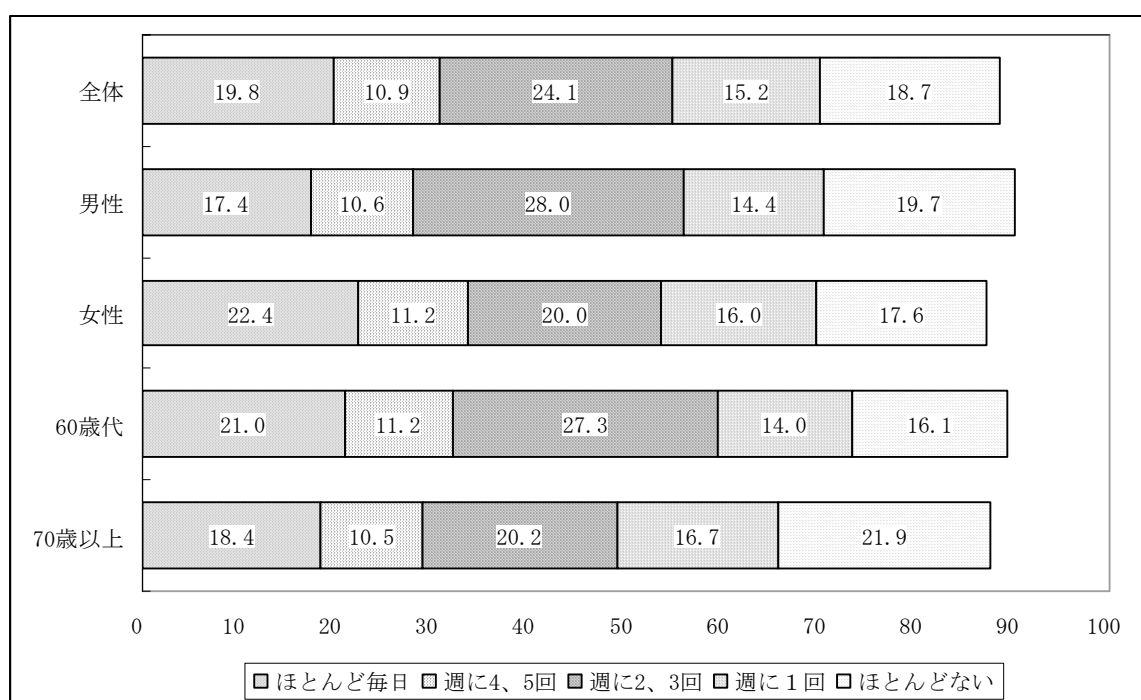 全体 19.8 10.9 24.1 15.2 18.7
男性 17.4 10.6 28.0 14.4 19.7
女性 22.4 11.2 20.0 16.0 17.6
60歳代 21.0 11.2 27.3 14.0 16.1
70歳以上 18.4 10.5 20.2 16.7 21.9
0 10 20 30 40 50 60 70 80 90 100
ほとんど毎日 週に4、5回 週に2、3回 週に1回 ほとんどない